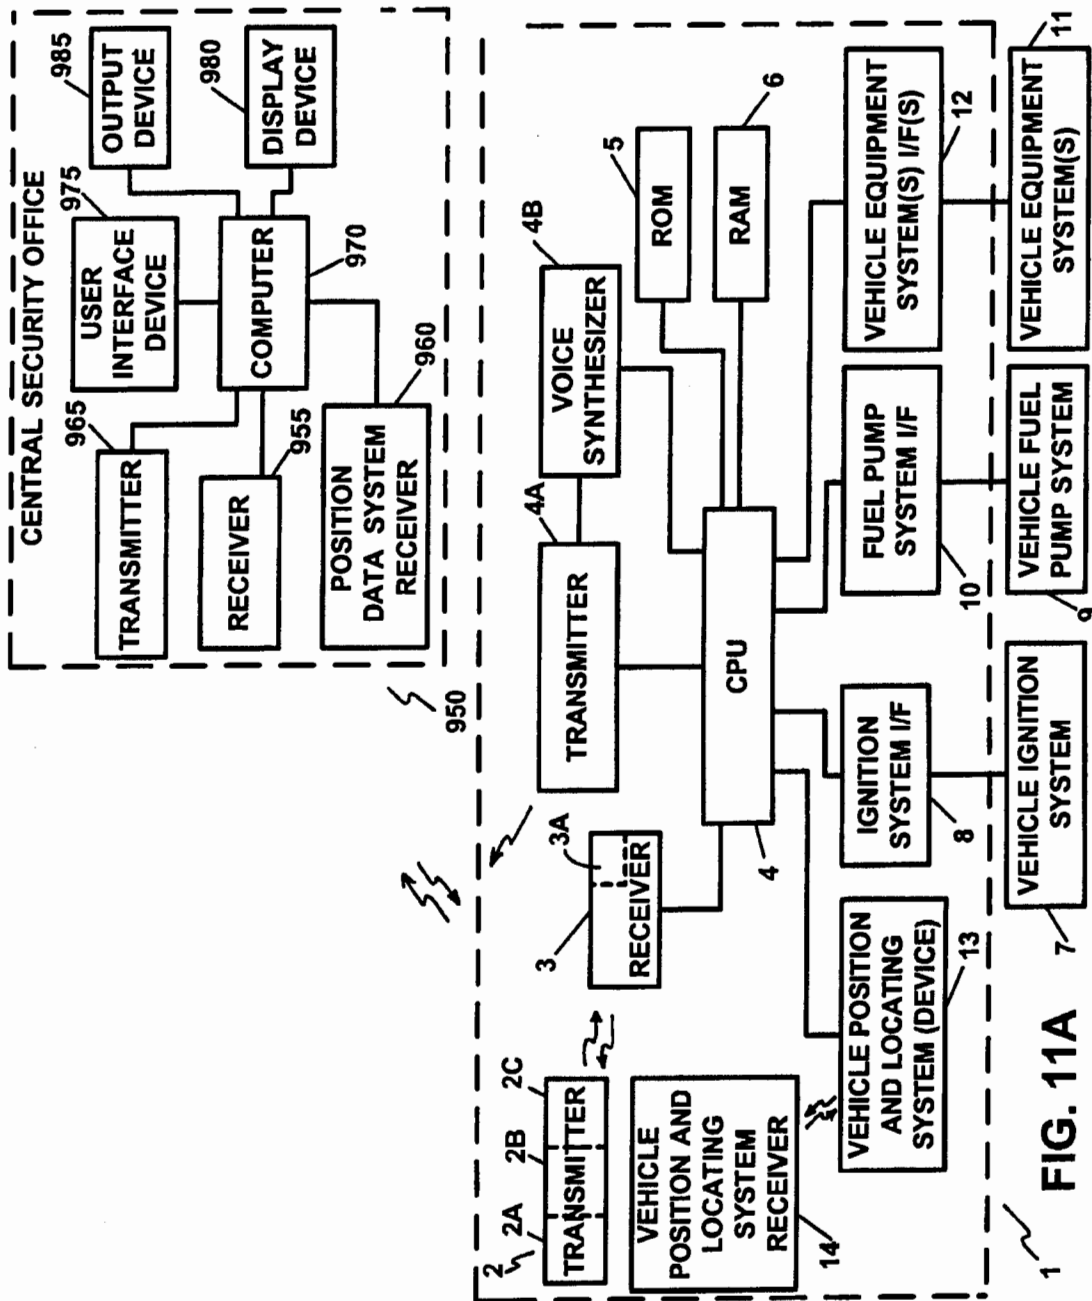 CENTRAL SECURITY OFFICE
965
TRANSMITTER
975
USER
INTERFACE
DEVICE
985
OUTPUT
DEVICE
RECEIVER
955
COMPUTER
970
DISPLAY
DEVICE
980
POSITION
DATA SYSTEM
RECEIVER
960
950
2
2A
2B
2C
TRANSMITTER
3
3A
RECEIVER
TRANSMITTER
4A
VOICE
SYNTHESIZER
4B
ROM
5
RAM
6
VEHICLE
POSITION AND
LOCATING
SYSTEM
RECEIVER
14
CPU
4
VEHICLE POSITION
AND LOCATING
SYSTEM (DEVICE)
13
IGNITION
SYSTEM I/F
8
FUEL PUMP
SYSTEM I/F
10
VEHICLE EQUIPMENT
SYSTEM(S) I/F(S)
12
1
VEHICLE IGNITION
SYSTEM
7
VEHICLE FUEL
PUMP SYSTEM
9
VEHICLE EQUIPMENT
SYSTEM(S)
11
FIG. 11A